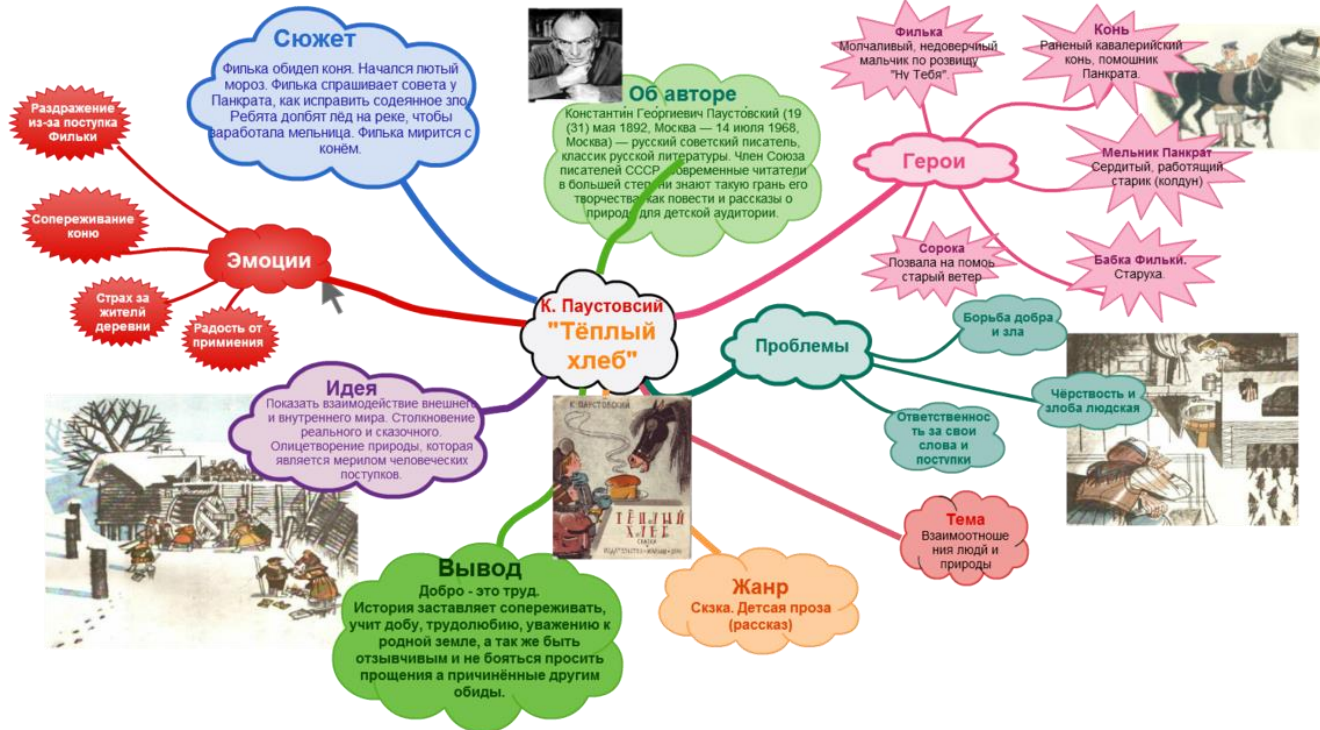 Сюжет
Филька обидел коня. Начался лютый
мороз. Филька спрашивает совета у
Панкрата, как исправить содеянное зло.
Ребята долбят лёд на реке, чтобы
заработала мельница. Филька мирится с
конём.
Об авторе
Константин Георгиевич Паустовский (19
(31) мая 1892, Москва — 14 июля 1968,
Москва) — русский советский писатель,
классик русской литературы. Член Союза
писателей СССР. Современные читатели
в большей степени знают такую грань его
творчества, как повести и рассказы о
природе для детской аудитории.
Филька
Молчаливый, недоверчиый
мальчик по розвищу
"Ну Тебя".
Конь
Раненый кавалерийский
конь, помошник
Панкрата.
Герои
Мельник Панкрат
Сердитый, работящий
старик (колдун)
Сорока
Позвала на помоь
старый ветер
Бабка Фильки.
Старуха.
Раздражение
из-за поступка
Фильки
Сопереживание
коню
Эмоции
Страх за
жителй
деревни
Радость от
примиения
К. Паустовсий
"Тёплый
хлеб"
Проблемы
Борьба добра
и зла
Чёрствость и
злоба людская
Ответственнос
ть за свои
слова и
поступки
Идея
Показать взаимодействие внешнего
и внутреннего мира. Столкновение
реального и сказочного.
Олицетворение природы, которая
является мерилом человеческих
поступков.
К. ПАУСТОВСКИЙ
ТЁПЛЫЙ
ХЛЕБ
Тема
Взаимоотноше
ния людй и
природы
Вывод
Добро - это труд.
История заставляет сопереживать,
учит добу, трудолюбию, уважению к
родной земле, а так же быть
отзывчивым и не бояться просить
прощения а причинённые другим
обиды.
Жанр
Скзка. Детсая проза
(рассказ)